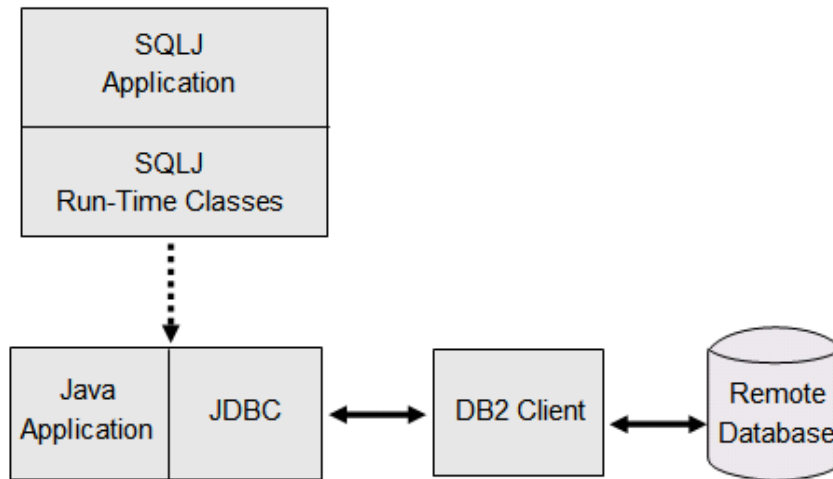 SQLJ
Application
SQLJ
Run-Time Classes
Java
Application
JDBC
DB2 Client
Remote
Database